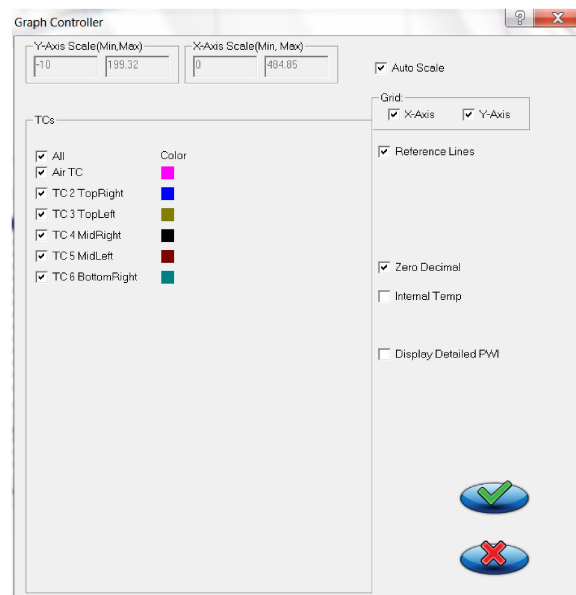 Graph Controller
Y-Axis Scale(Min,Max)
X-Axis Scale(Min, Max)
-10
199.32
0
484.85
Auto Scale
Grid:
X-Axis
Y-Axis
TCs
Reference Lines
All
Color
Air TC
TC 2 TopRight
TC 3 TopLeft
TC 4 MidRight
TC 5 MidLeft
TC 6 BottomRight
Zero Decimal
Internal Temp
Display Detailed PWI